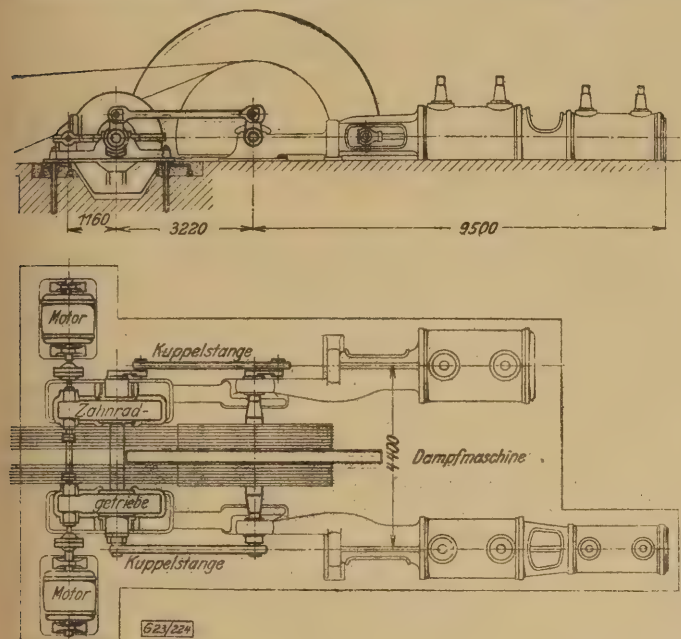 1160
3220
9500
Motor
Kuppelstange
Zahnrad-
4400
Dampfmaschine
getriebe
Kuppelstange
Motor
G23/224